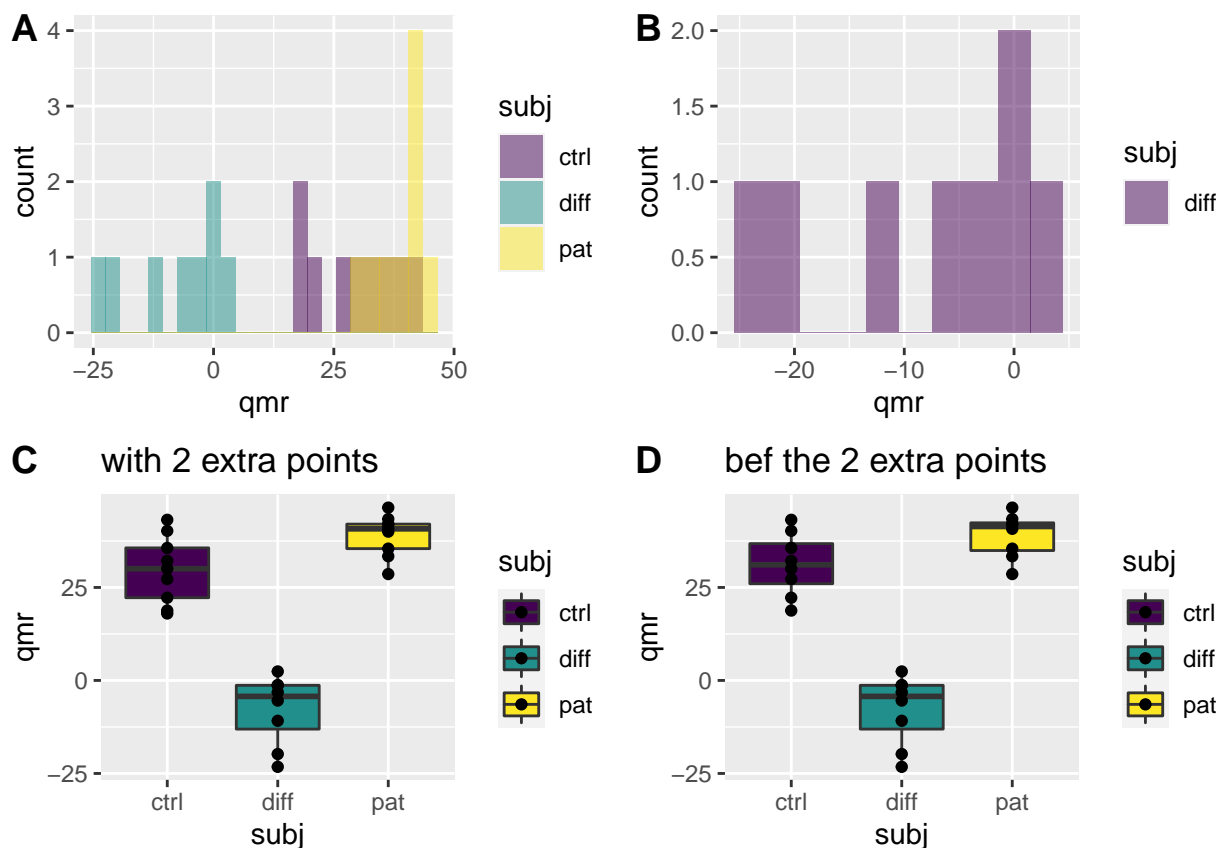 A
count
4
3
2
1
0
−25
0
25
50
qmr
subj
ctrl
diff
pat
B
count
2.0
1.5
1.0
0.5
0.0
−20
−10
0
qmr
subj
diff
C
with 2 extra points
qmr
25
0
−25
ctrl
diff
pat
subj
subj
ctrl
diff
pat
D
bef the 2 extra points
qmr
25
0
−25
ctrl
diff
pat
subj
subj
ctrl
diff
pat